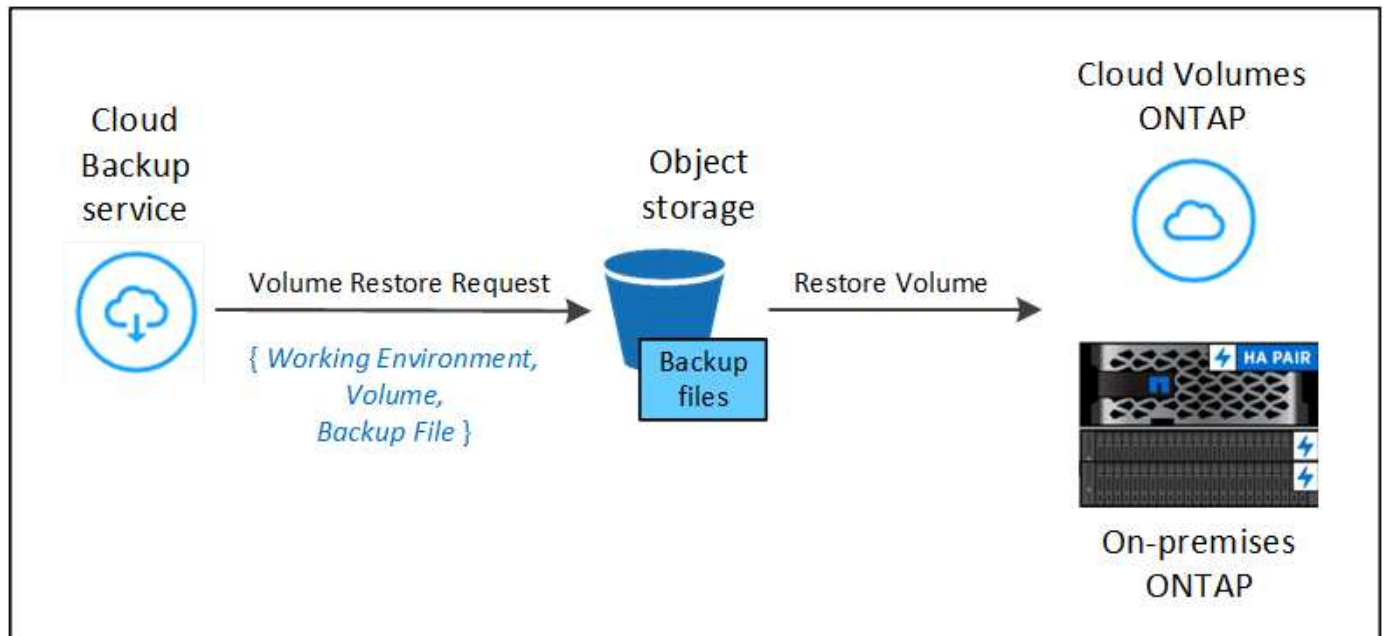 Cloud
Backup
service
Volume Restore Request
{ Working Environment,
Volume,
Backup File }
Object
storage
Backup
files
Restore Volume
Cloud Volumes
ONTAP
HA PAIR
On-premises
ONTAP